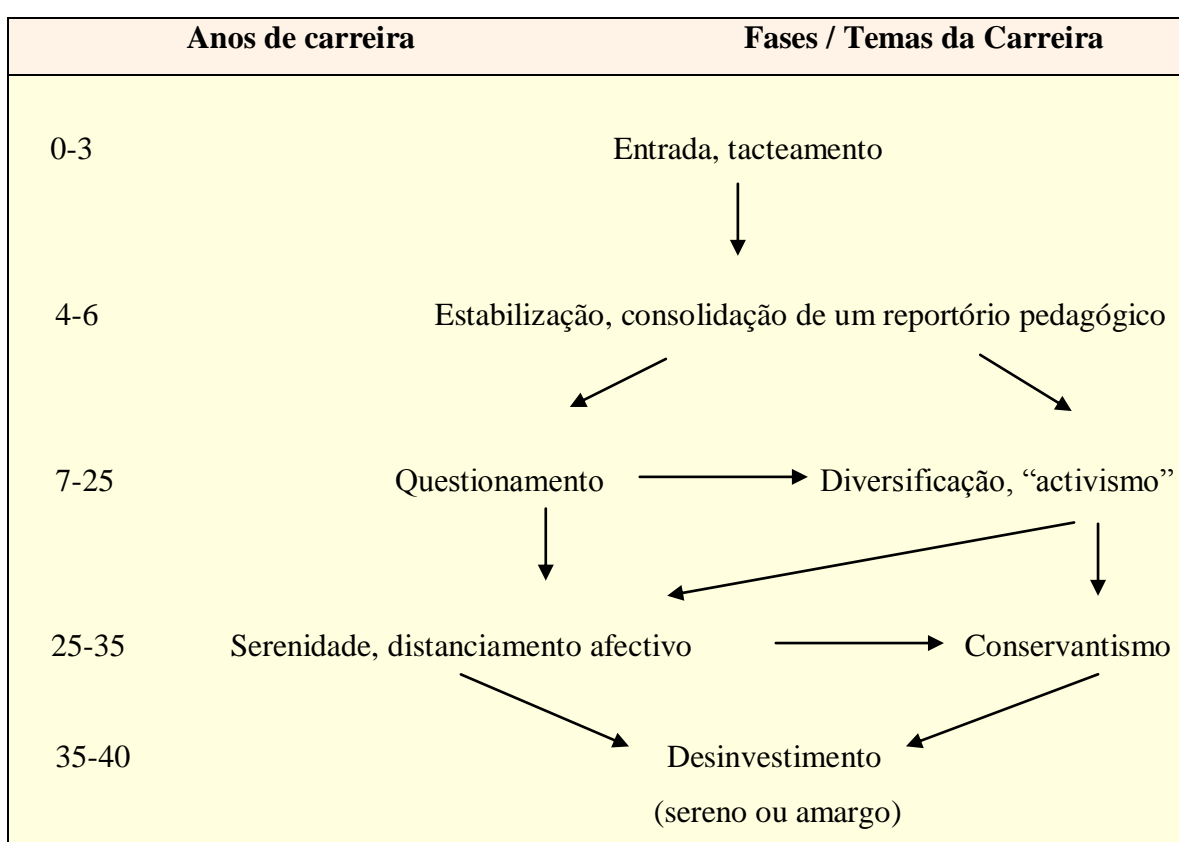 Anos de carreira Fases / Temas da Carreira
0-3 Entrada, tacteamento
4-6 Estabilização, consolidação de um reportório pedagógico
7-25 Questionamento Diversificação, “activismo”
25-35 Serenidade, distanciamento afectivo Conservantismo
35-40 Desinvestimento
(sereno ou amargo)